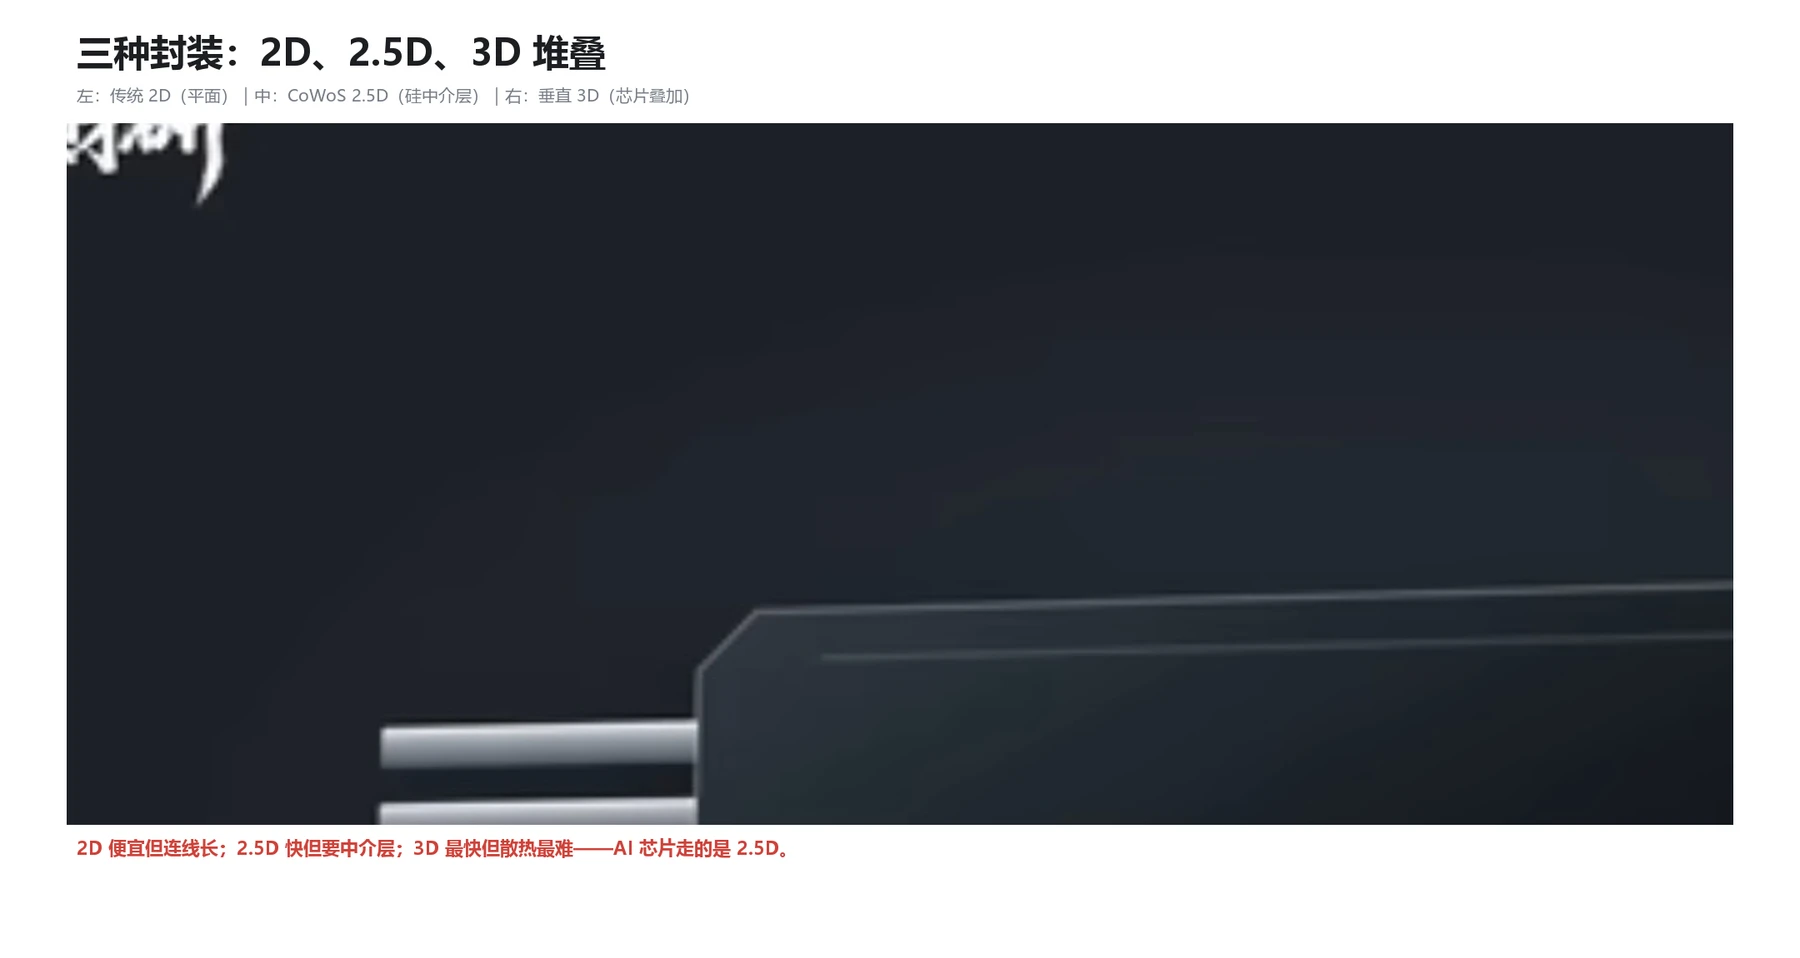 三种封装：2D、2.5D、3D 堆叠
左：传统 2D（平面） | 中：CoWoS 2.5D（硅中介层） | 右：垂直 3D（芯片叠加）
2D 便宜但连线长；2.5D 快但要中介层；3D 最快但散热最难——AI 芯片走的是 2.5D。